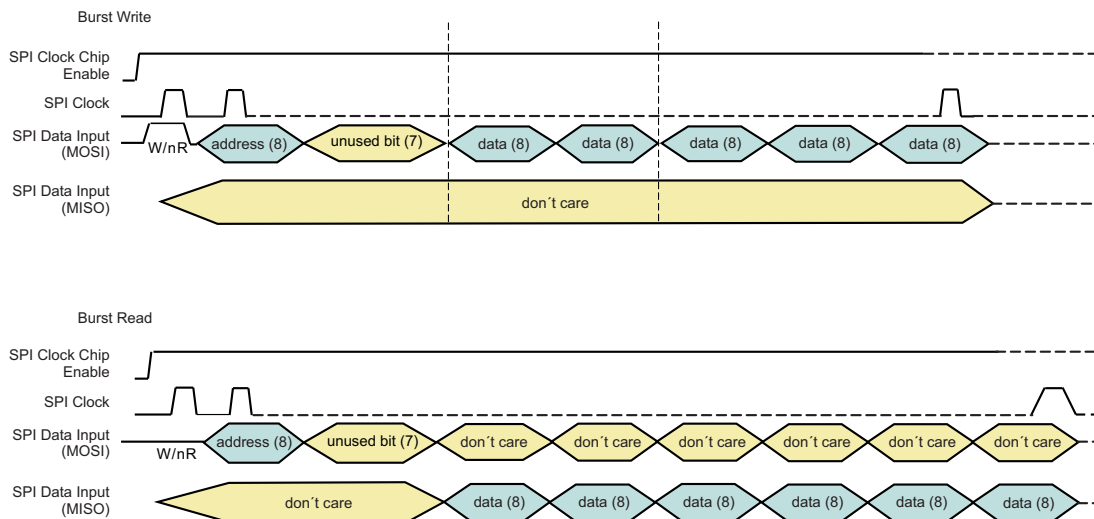 Burst Write
SPI Clock Chip
Enable
SPI Clock
SPI Data Input
(MOSI)
W/nR
address (8)
unused bit (7)
data (8)
data (8)
data (8)
data (8)
data (8)
SPI Data Input
(MISO)
don´t care
Burst Read
SPI Clock Chip
Enable
SPI Clock
SPI Data Input
(MOSI)
W/nR
address (8)
unused bit (7)
don´t care
don´t care
don´t care
don´t care
don´t care
don´t care
SPI Data Input
(MISO)
don´t care
data (8)
data (8)
data (8)
data (8)
data (8)
data (8)